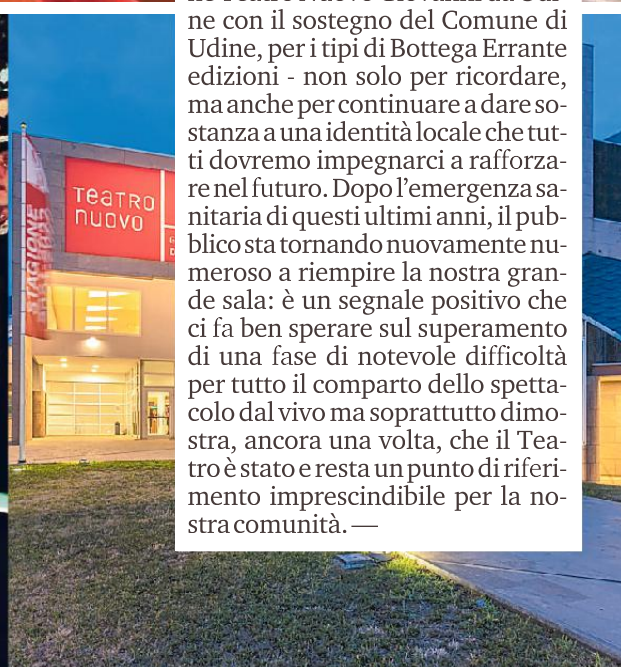 ne con il sostegno del Comune di
Udine, per i tipi di Bottega Errante
edizioni - non solo per ricordare,
ma anche per continuare a dare so-
stanza a una identità locale che tut-
ti dovremo impegnarci a rafforza-
re nel futuro. Dopo l'emergenza sa-
nitaria di questi ultimi anni, il pub-
blico sta tornando nuovamente nu-
meroso a riempire la nostra gran-
de sala: è un segnale positivo che
ci fa ben sperare sul superamento
di una fase di notevole difficoltà
per tutto il comparto dello spetta-
colo dal vivo ma soprattutto dimo-
stra, ancora una volta, che il Tea-
tro è stato e resta un punto di riferi-
mento imprescindibile per la no-
stra comunità. —
TEATRO
NUOVO
STAGIONE